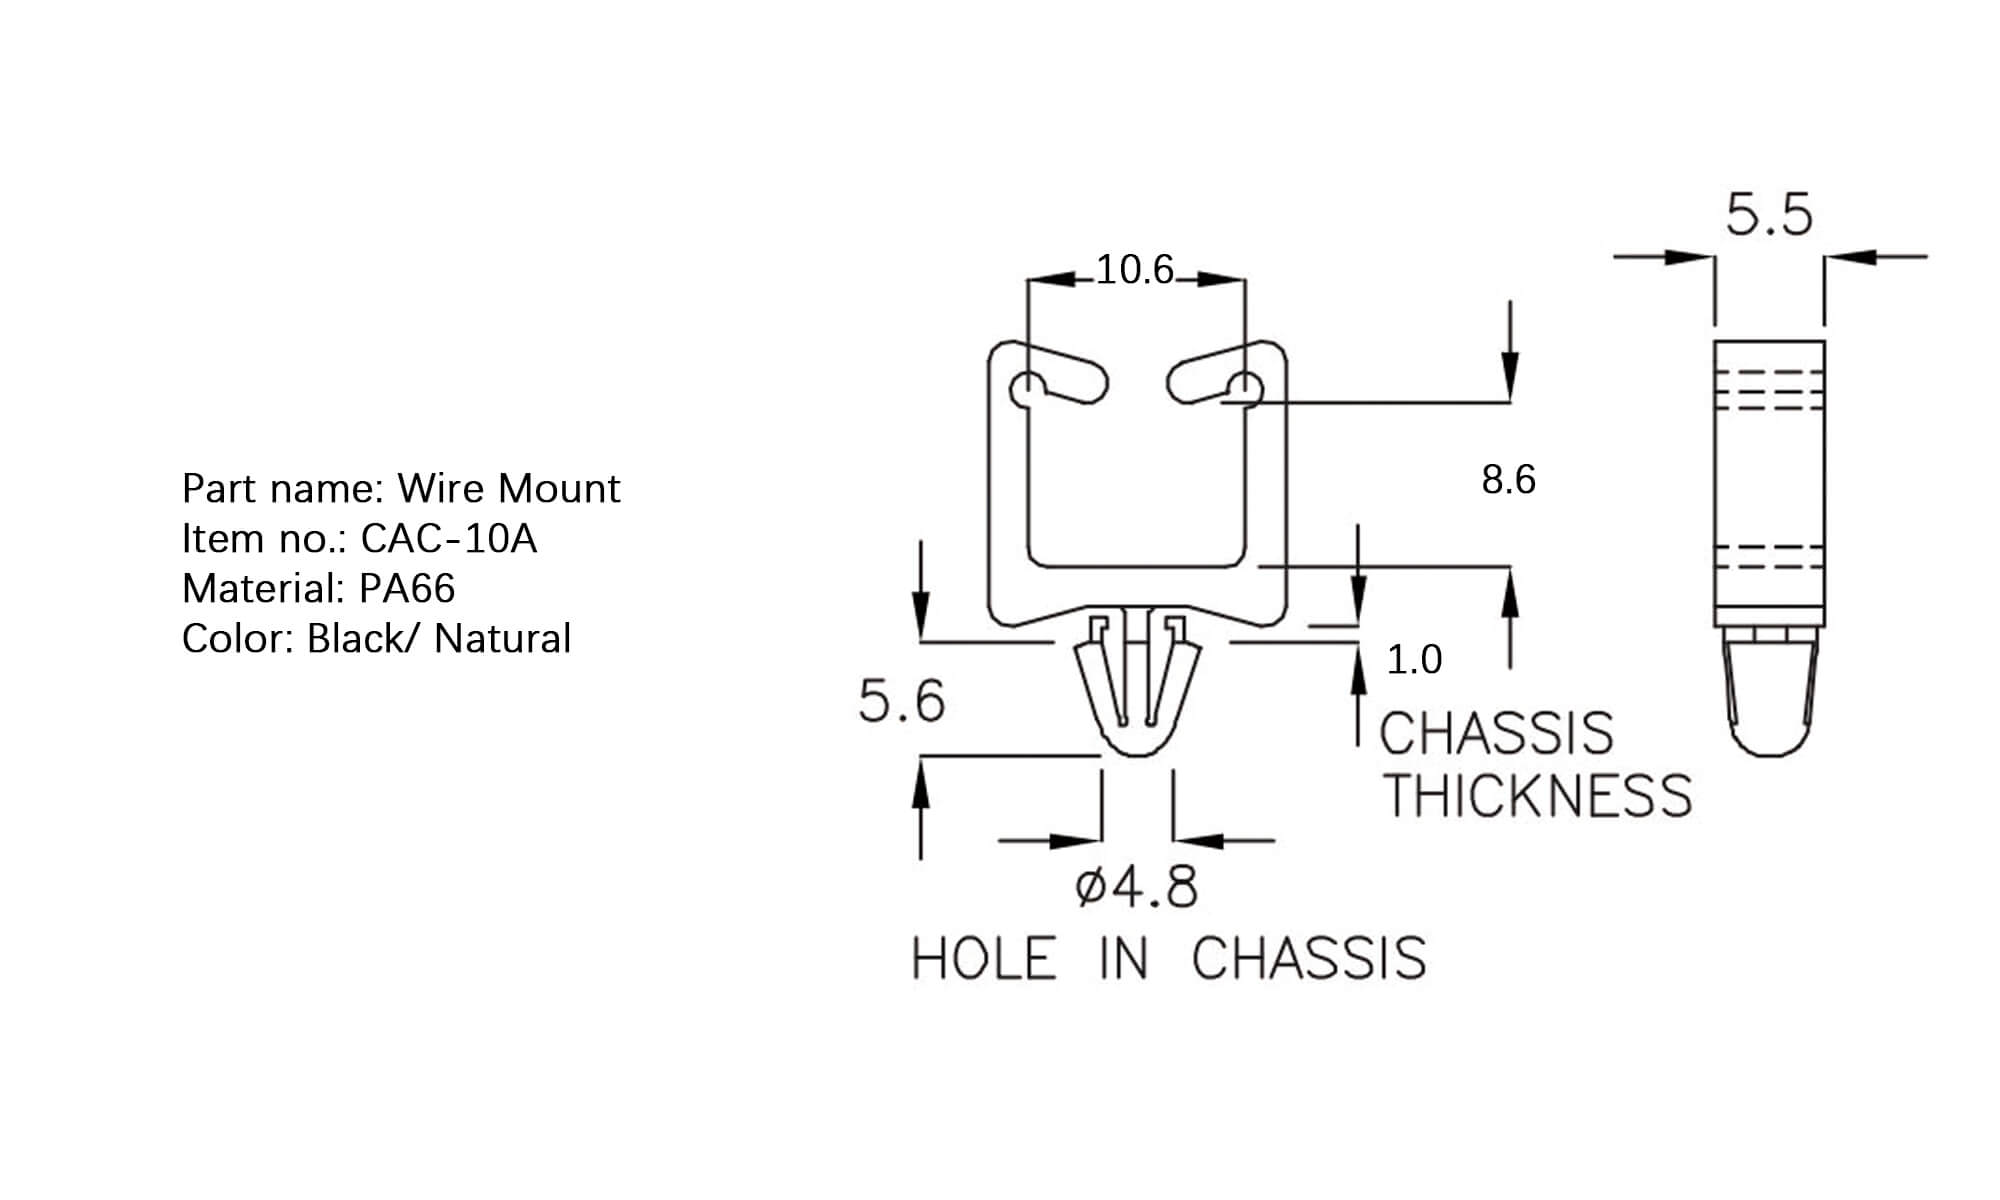 Part name: Wire Mount
Item no.: CAC-10A
Material: PA66
Color: Black/ Natural
5.5
10.6
8.6
1.0
CHASSIS
THICKNESS
5.6
ø4.8
HOLE IN CHASSIS